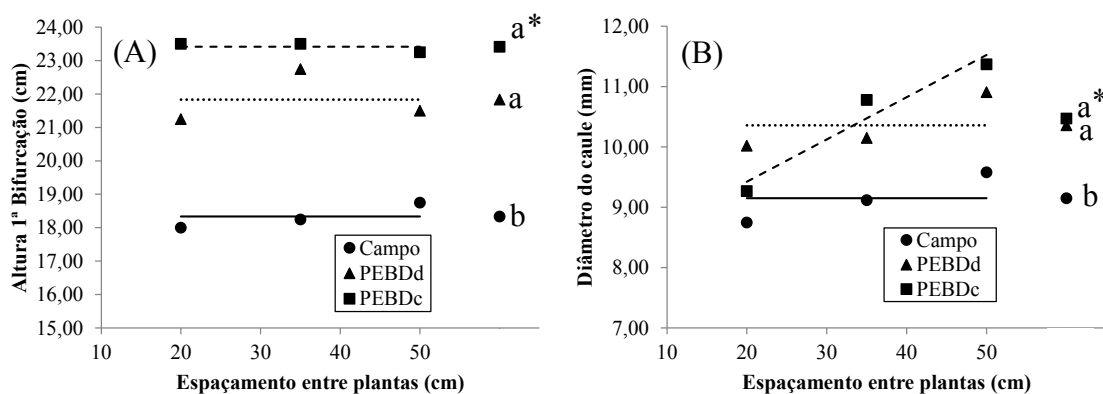 (A)
Altura 1ª Bifurcação (cm)
24,00
23,00
22,00
21,00
20,00
19,00
18,00
17,00
16,00
15,00
10 20 30 40 50
Espaçamento entre plantas (cm)
a*
a
b
Campo
PEBDd
PEBDc
(B)
Diâmetro do caule (mm)
12,00
11,00
10,00
9,00
8,00
7,00
10 20 30 40 50
Espaçamento entre plantas (cm)
a*
a
b
Campo
PEBDd
PEBDc